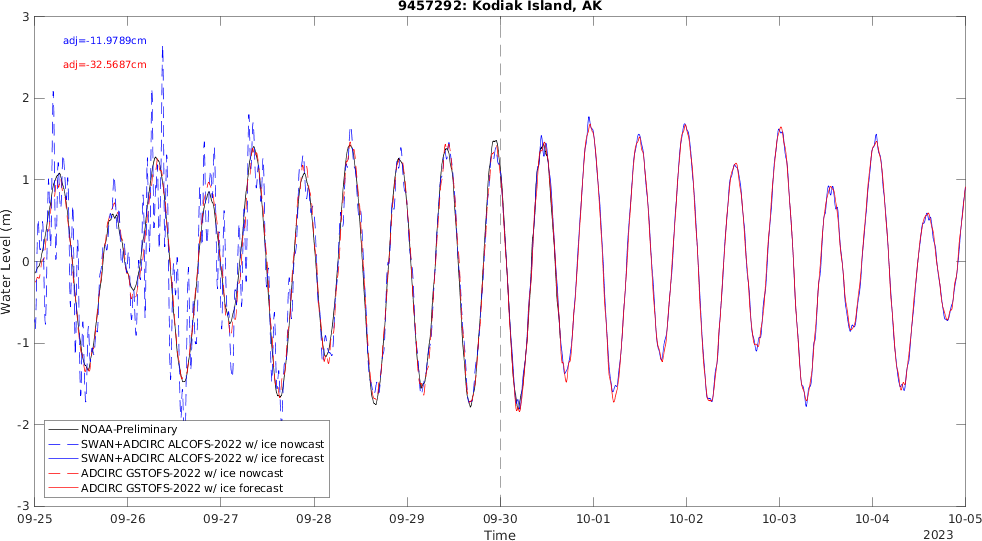 9457292: Kodiak Island, AK
3
adj=-11.9789cm
adj=-32.5687cm
2
1
0
-1
-2
-3
Water Level (m)
NOAA-Preliminary
SWAN+ADCIRC ALCOFS-2022 w/ ice nowcast
SWAN+ADCIRC ALCOFS-2022 w/ ice forecast
ADCIRC GSTOFS-2022 w/ ice nowcast
ADCIRC GSTOFS-2022 w/ ice forecast
09-25 09-26 09-27 09-28 09-29 09-30 10-01 10-02 10-03 10-04 10-05
Time
2023